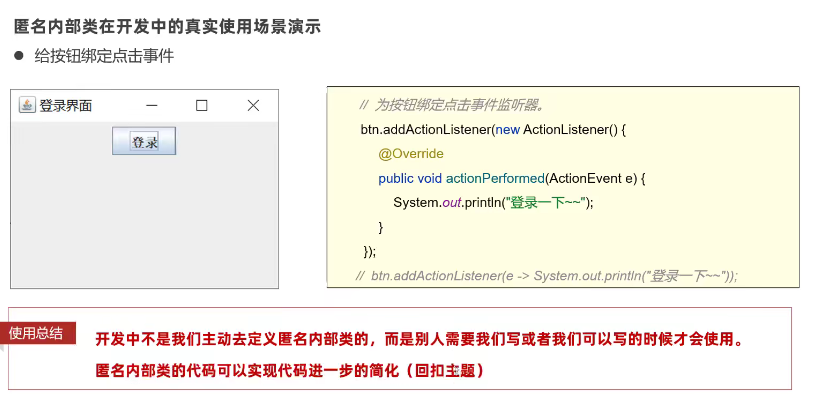 匿名内部类在开发中的真实使用场景演示
● 给按钮绑定点击事件
登录界面
登录
// 为按钮绑定点击事件监听器。
btn.addActionListener(new ActionListener() {
@Override
public void actionPerformed(ActionEvent e) {
System.out.println("登录一下~~");
}
});
// btn.addActionListener(e -> System.out.println("登录一下~~"));
使用总结
开发中不是我们主动去定义匿名内部类的，而是别人需要我们写或者我们可以写的时候才会使用。
匿名内部类的代码可以实现代码进一步的简化（回扣主题）